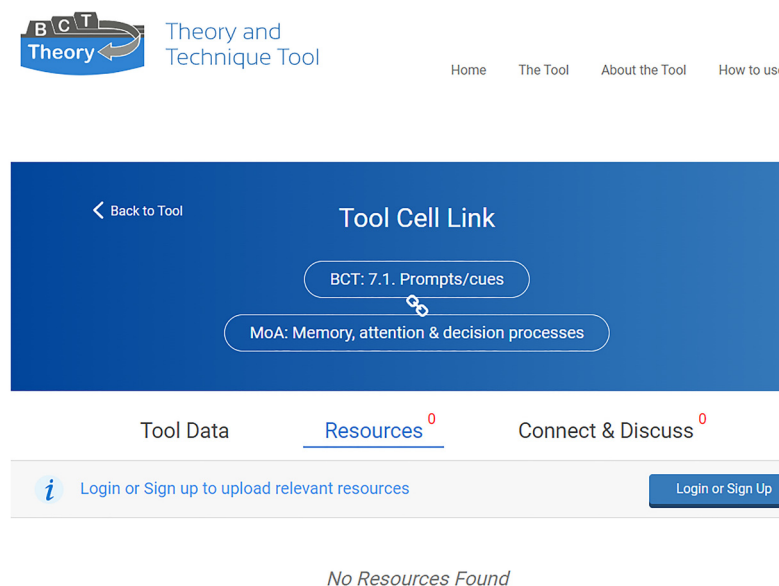 BCT
Theory
Theory and
Technique Tool
Home The Tool About the Tool How to use
Back to Tool
Tool Cell Link
BCT: 7.1. Prompts/cues
MoA: Memory, attention & decision processes
Tool Data Resources 0 Connect & Discuss 0
i Login or Sign up to upload relevant resources Login or Sign Up
No Resources Found